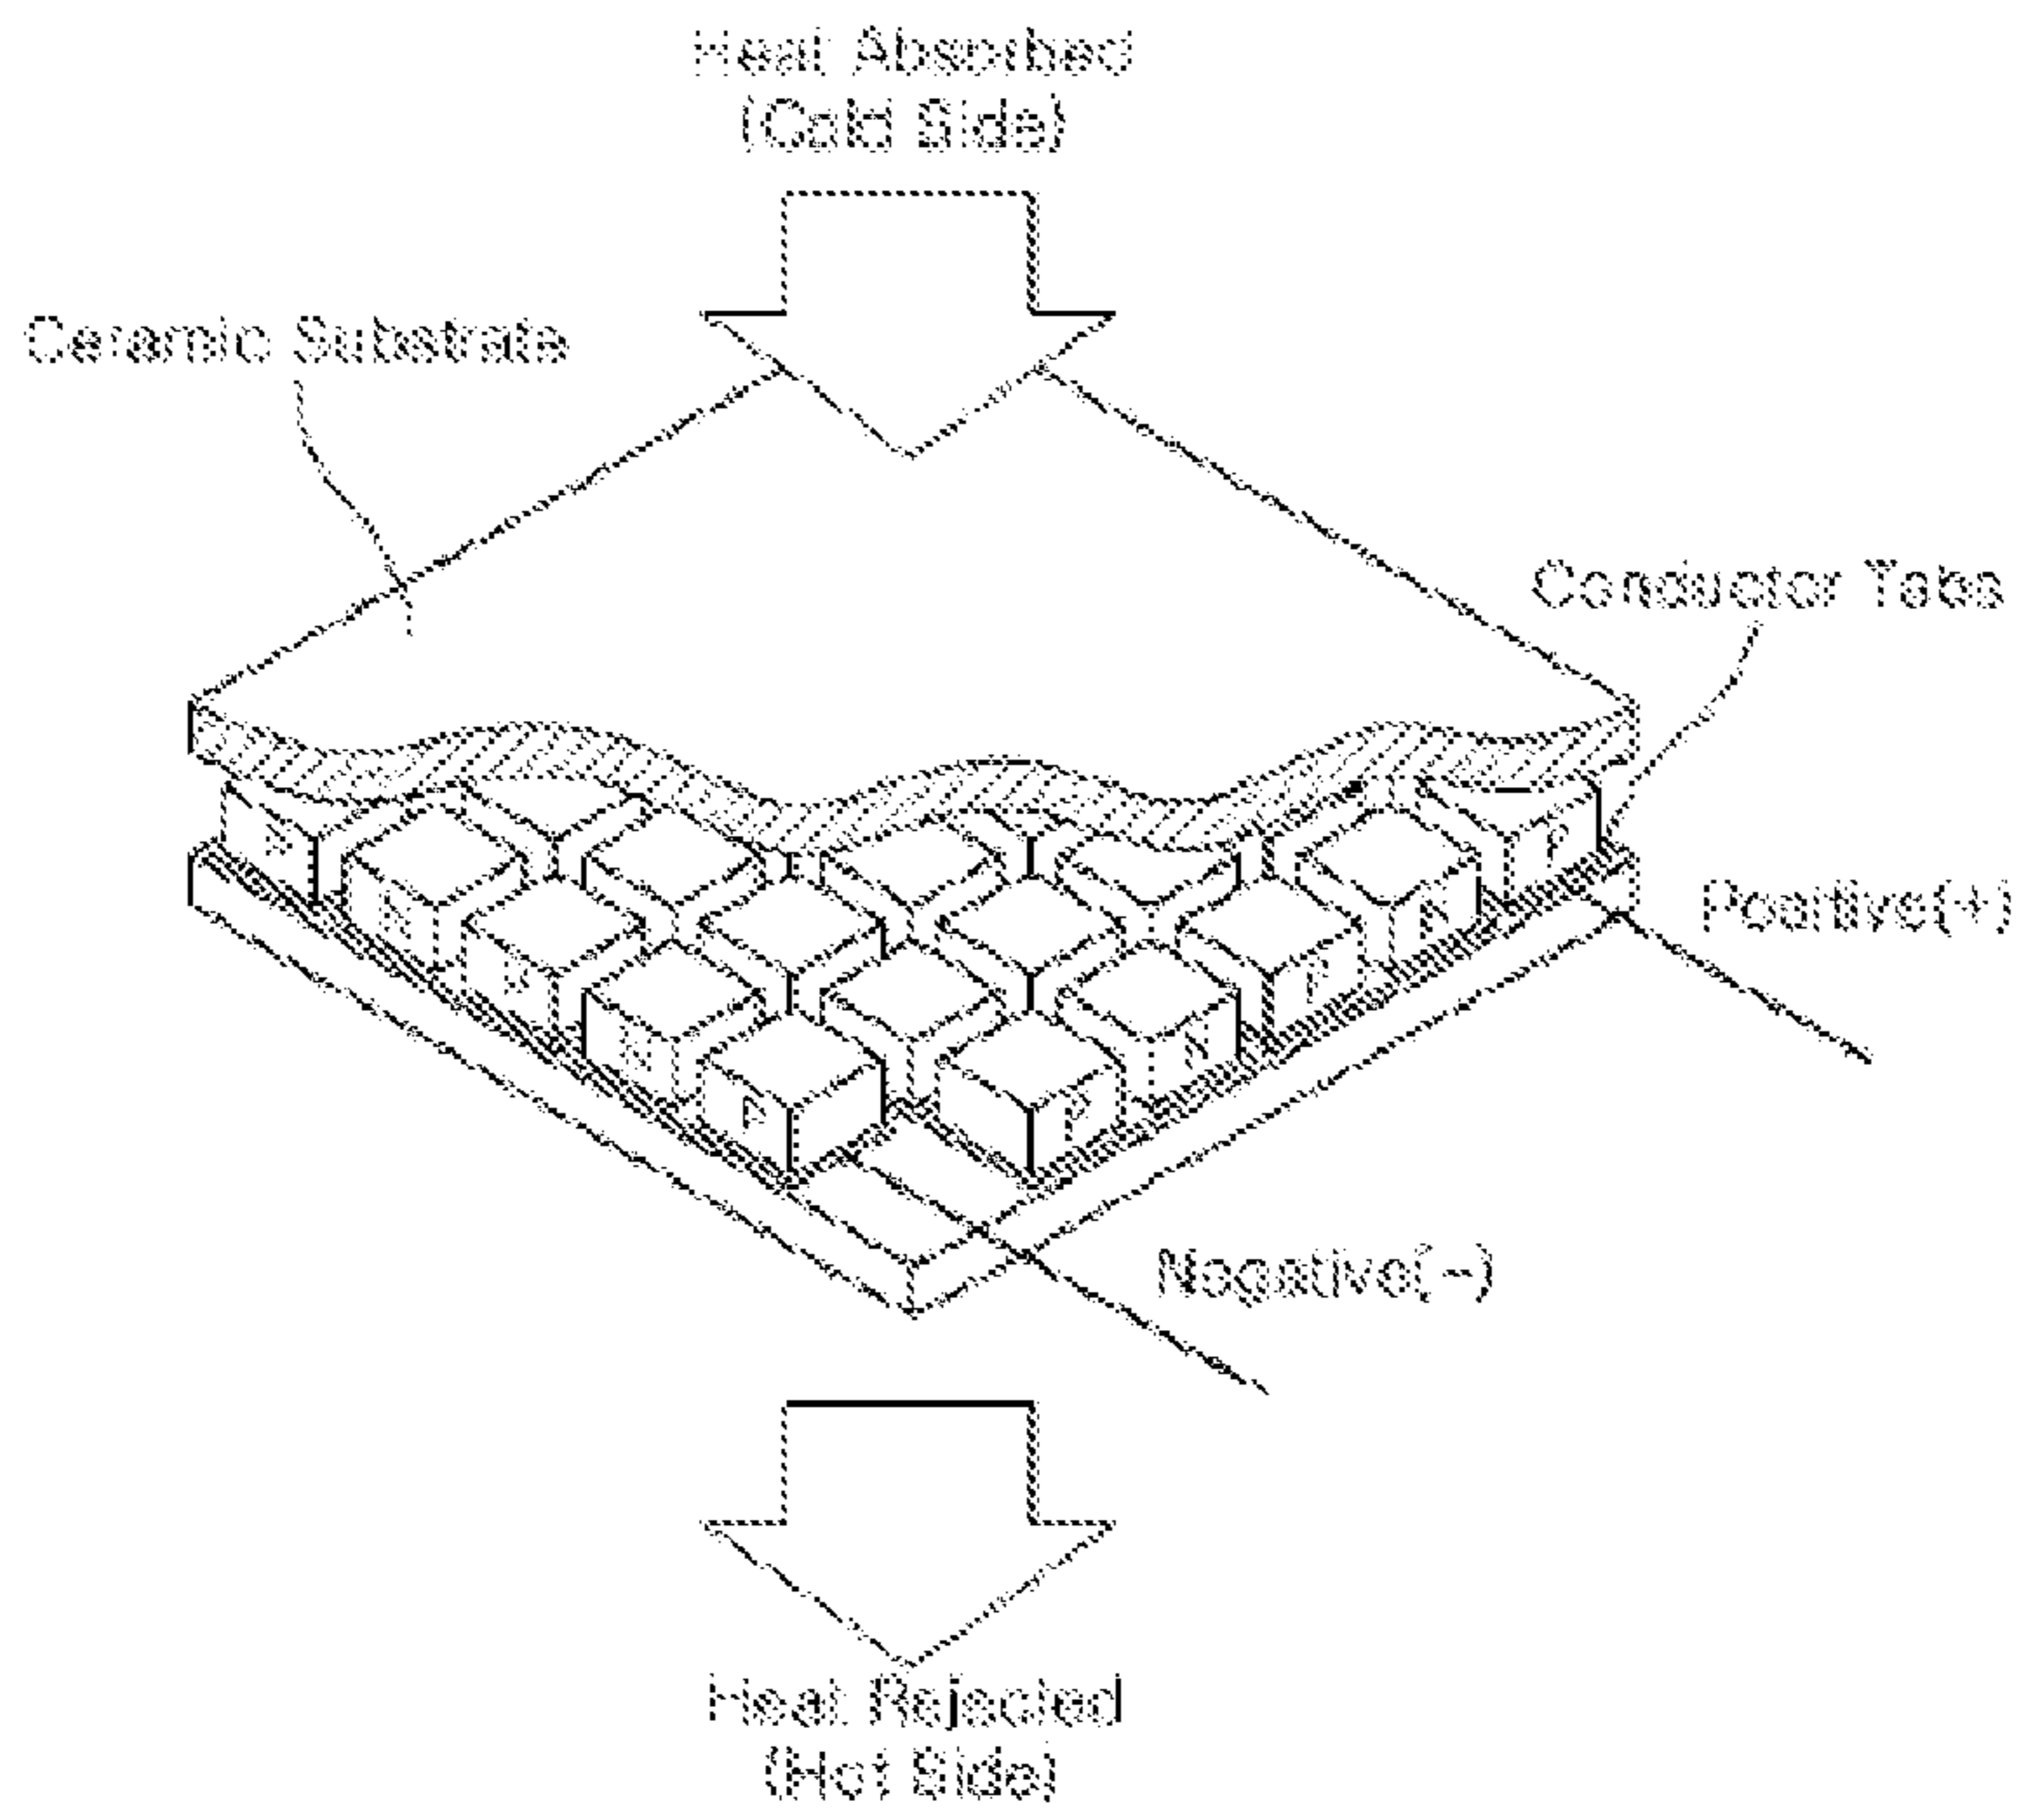 Heat Absorbed
(Cold Side)
Ceramic Substrate
Conductor Tabs
P
N
Positive(+)
P
N
N
P
P
Negative(-)
Heat Rejected
(Hot Side)